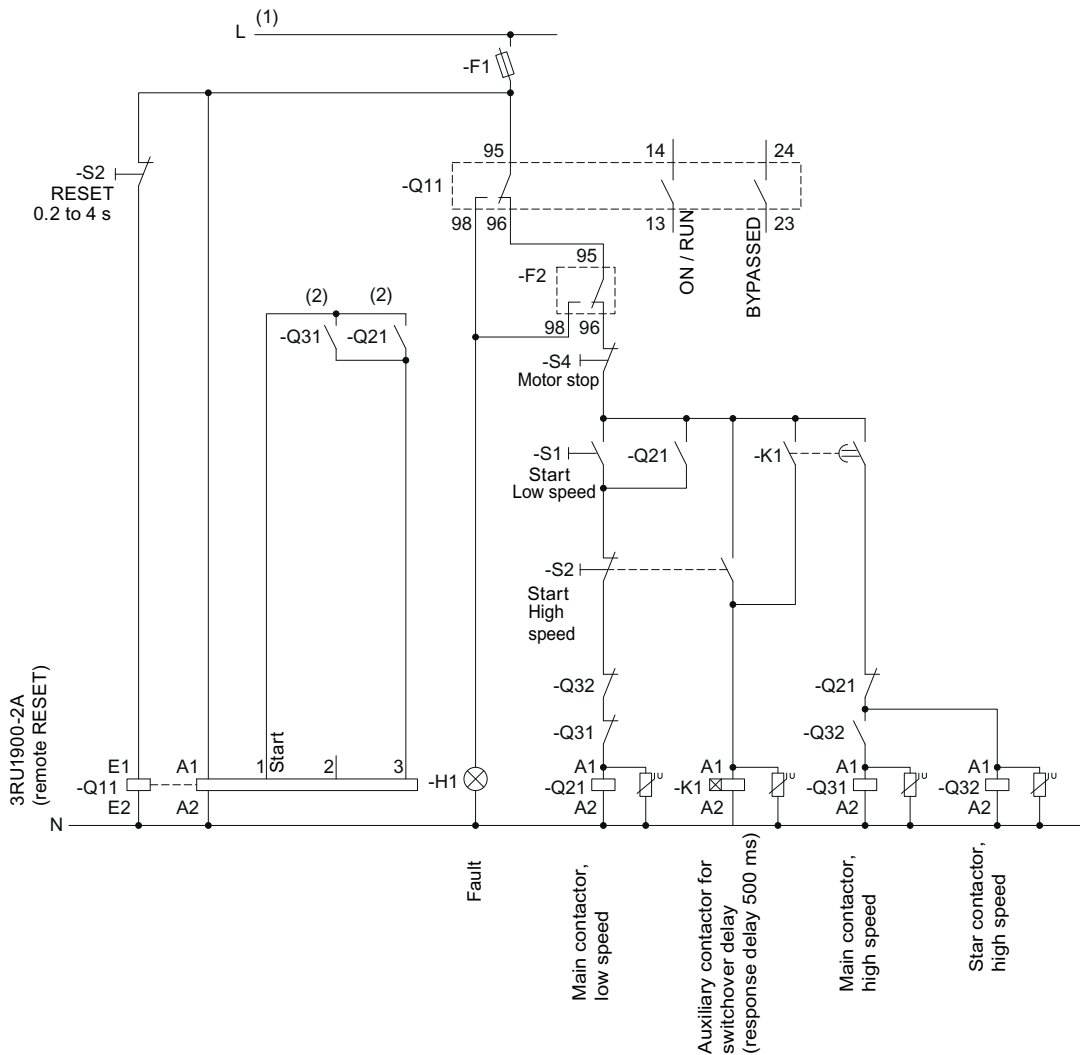 (1)
L
-F1
95
14
24
-S2
RESET
0.2 to 4 s
-Q11
98
96
13
23
ON / RUN
BYPASSED
95
-F2
(2)
(2)
-Q31
-Q21
98
96
-S4
Motor stop
-S1
Start
Low speed
-Q21
-K1
-S2
Start
High
speed
-Q32
-Q21
-Q31
-Q32
3RU1900-2A
(remote RESET)
E1
A1
1
Start
2
3
-H1
A1
U
A1
U
A1
U
A1
U
-Q11
-Q21
-K1
-Q31
-Q32
E2
A2
A2
A2
A2
A2
N
Fault
Main contactor,
low speed
Auxiliary contactor for
switchover delay
(response delay 500 ms)
Main contactor,
high speed
Star contactor,
high speed